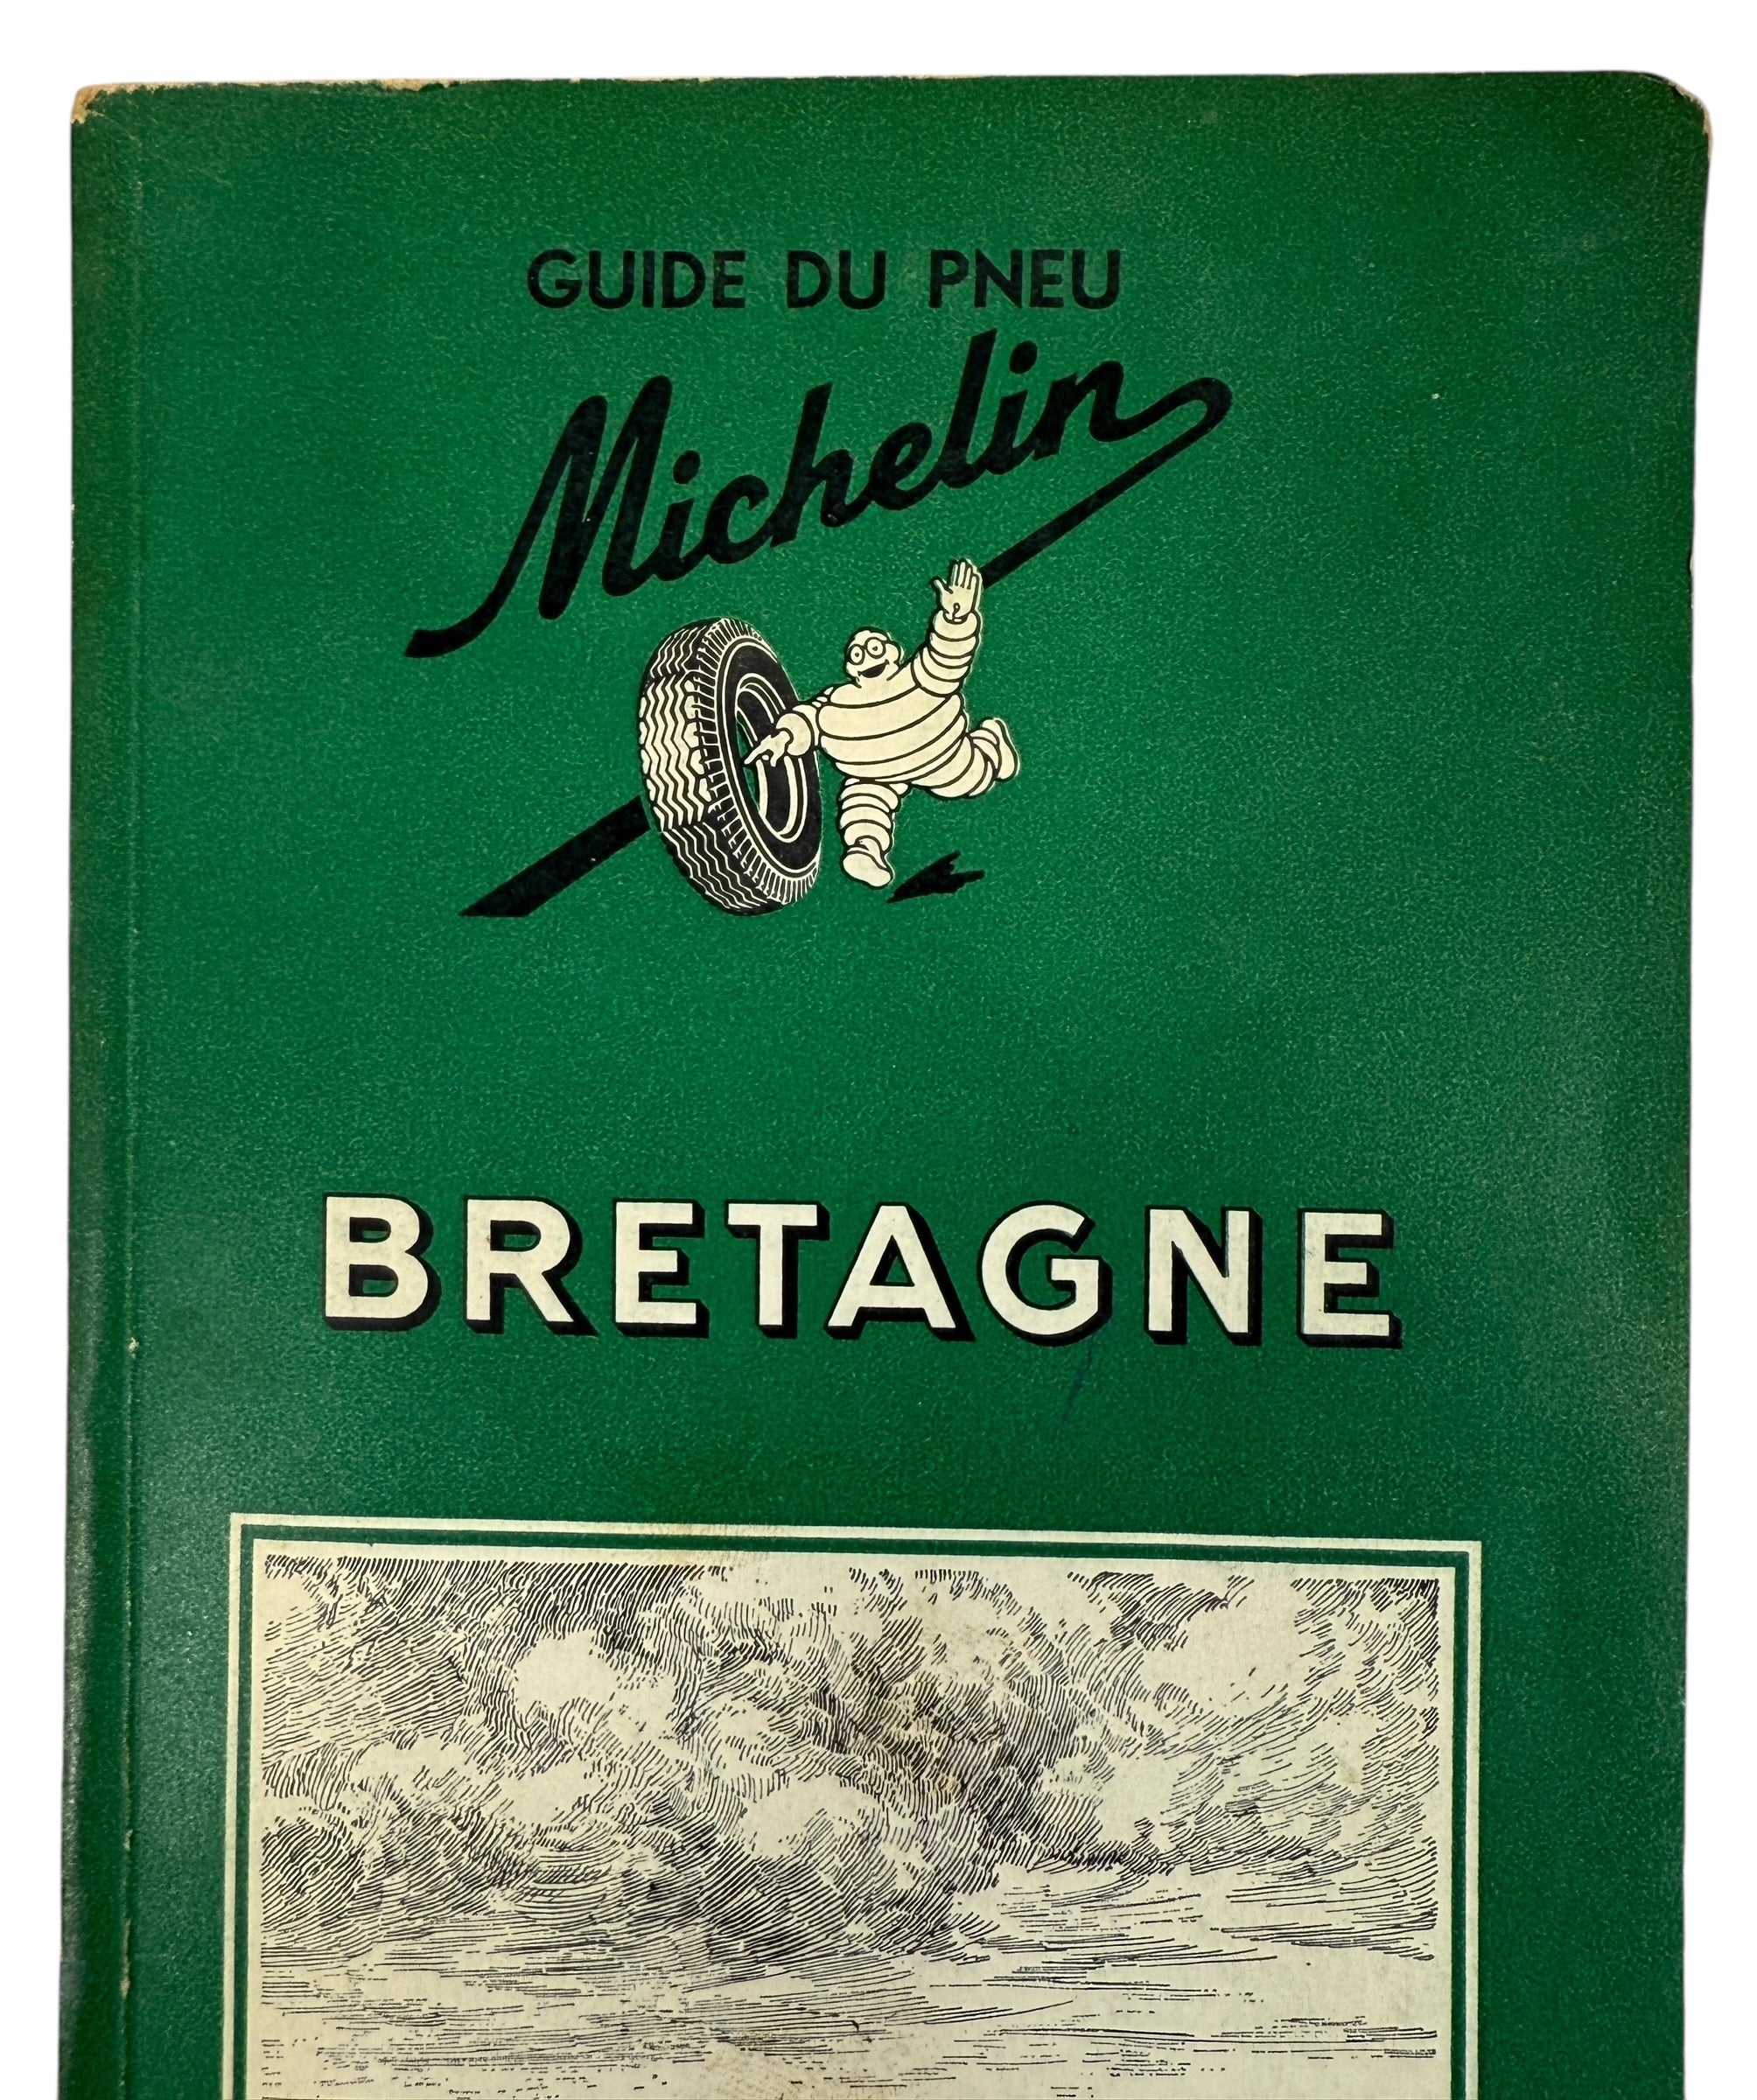 GUIDE DU PNEU
Michelin
BRETAGNE